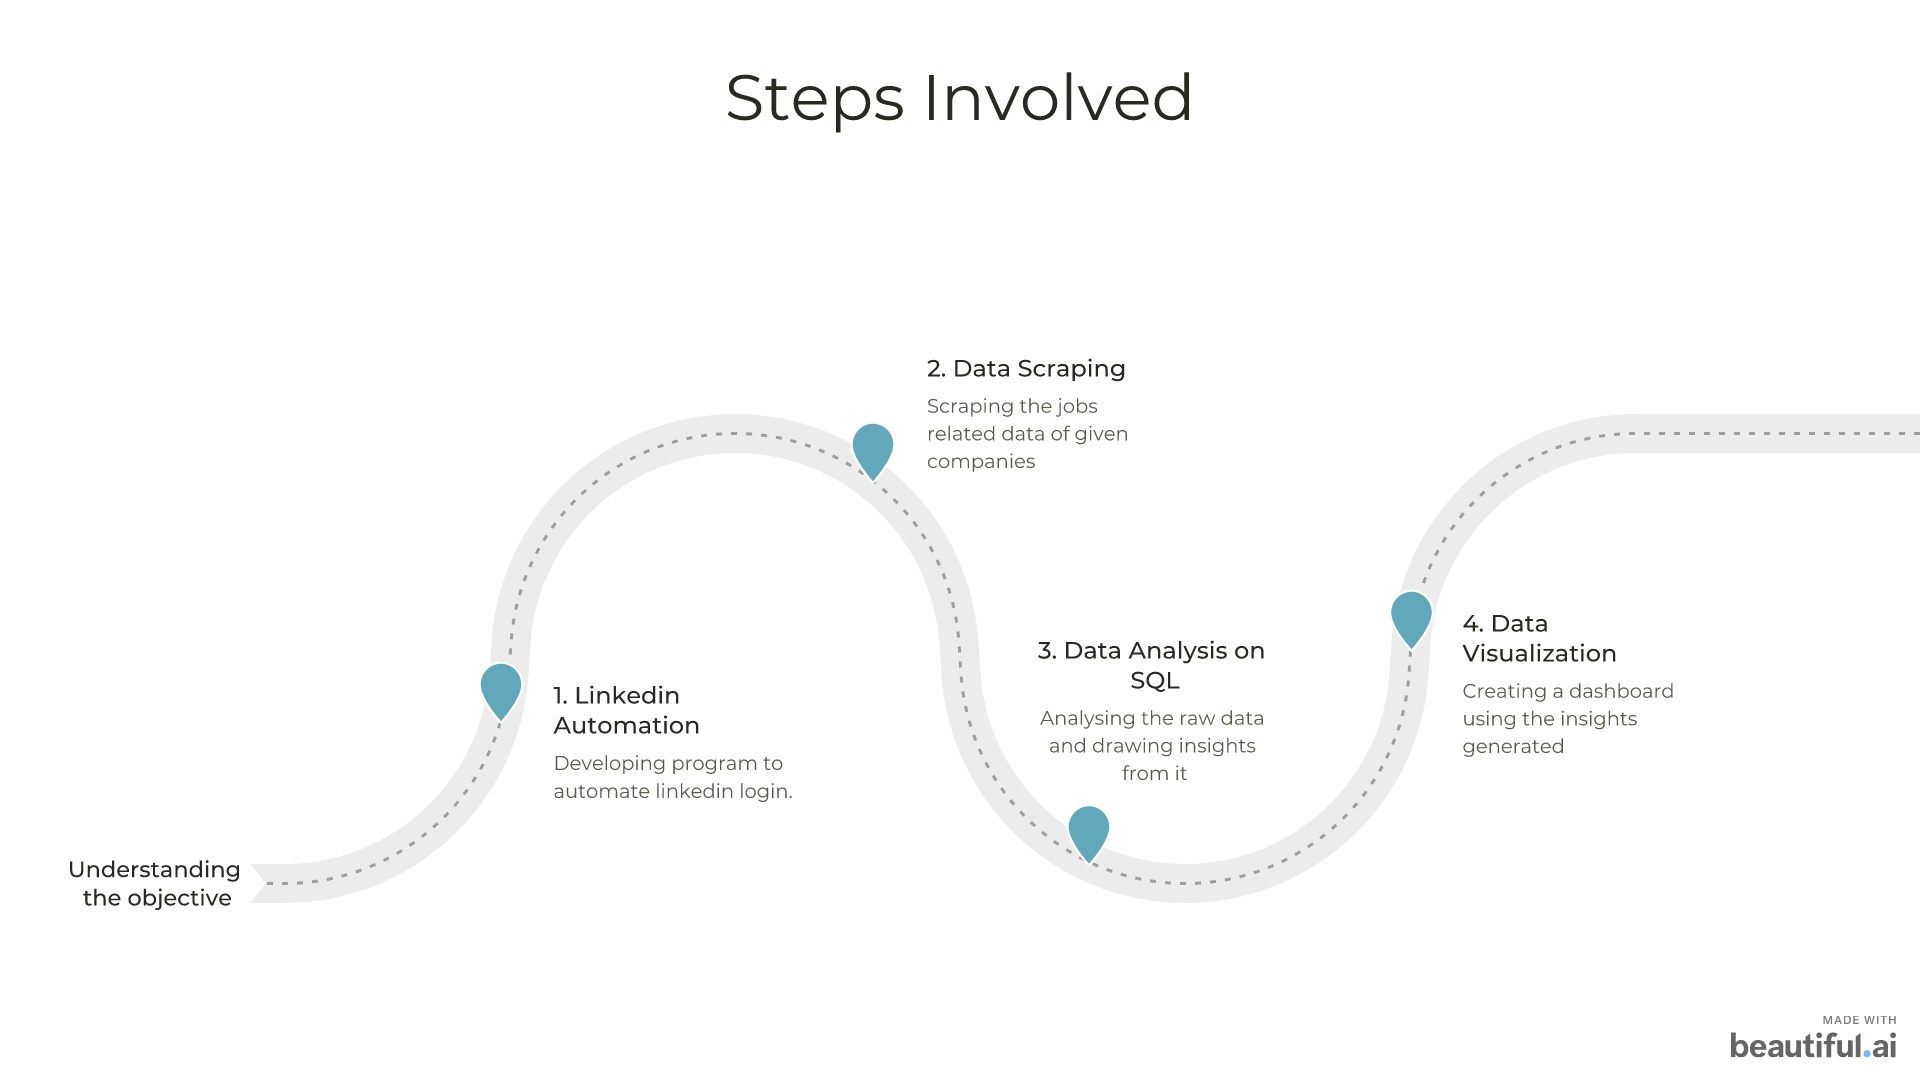 Steps Involved
2. Data Scraping
Scraping the jobs
related data of given
companies
4. Data
Visualization
Creating a dashboard
using the insights
generated
3. Data Analysis on
SQL
Analysing the raw data
and drawing insights
from it
1. Linkedin
Automation
Developing program to
automate linkedin login.
Understanding
the objective
MADE WITH
beautiful.ai